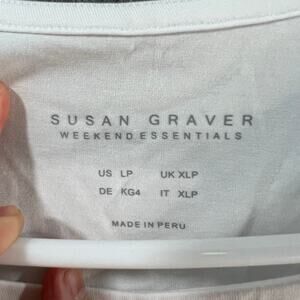 SUSAN GRAVER
WEEKEND ESSENTIALS
US LP UK XLP
DE KG4 IT XLP
MADE IN PERU